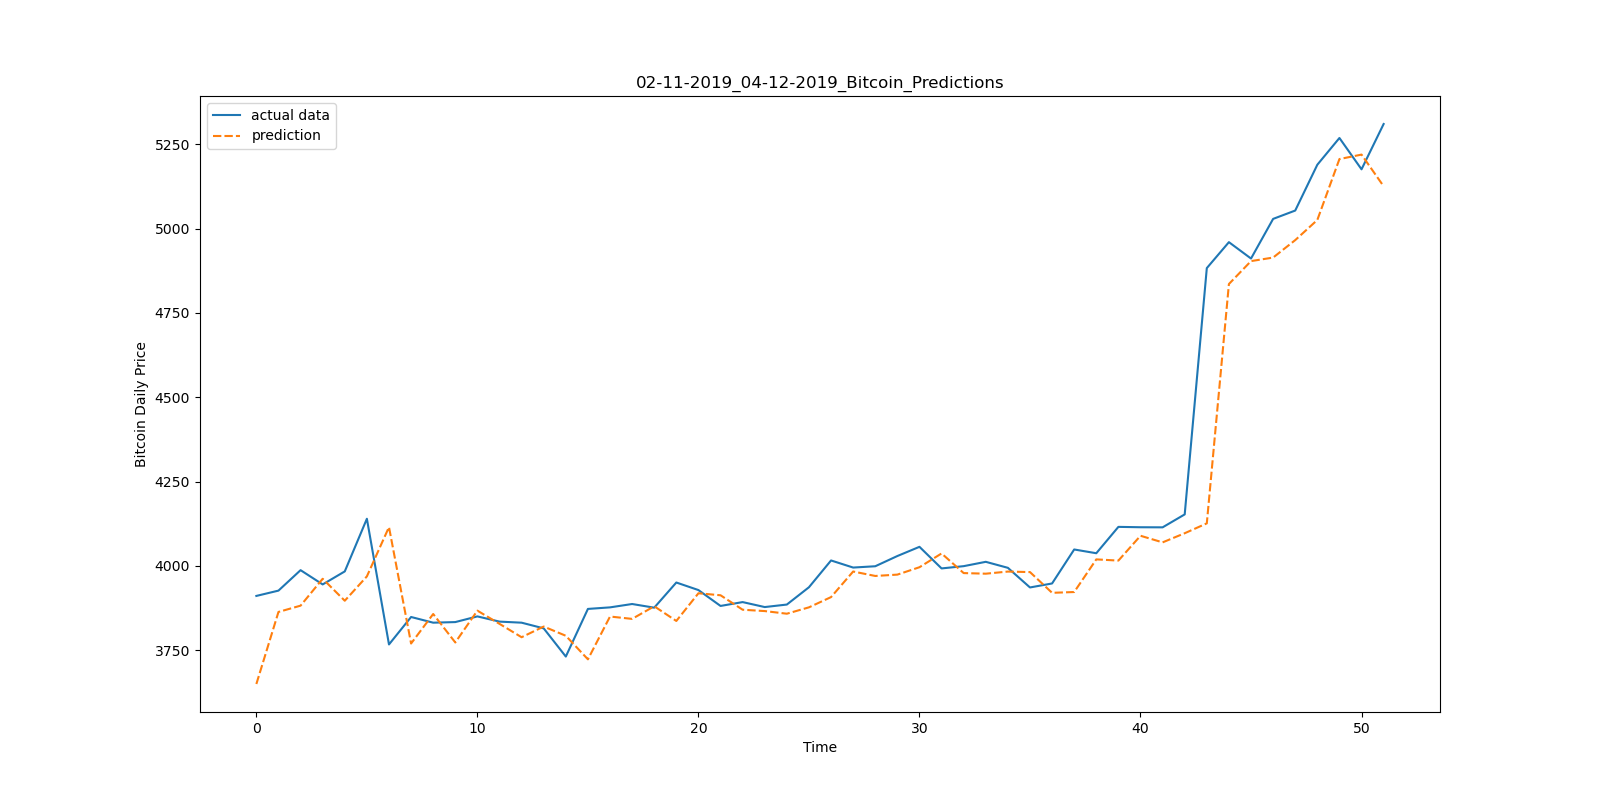 02-11-2019_04-12-2019_Bitcoin_Predictions
actual data
prediction
5250
5000
4750
4500
4250
4000
3750
Bitcoin Daily Price
0 10 20 30 40 50
Time